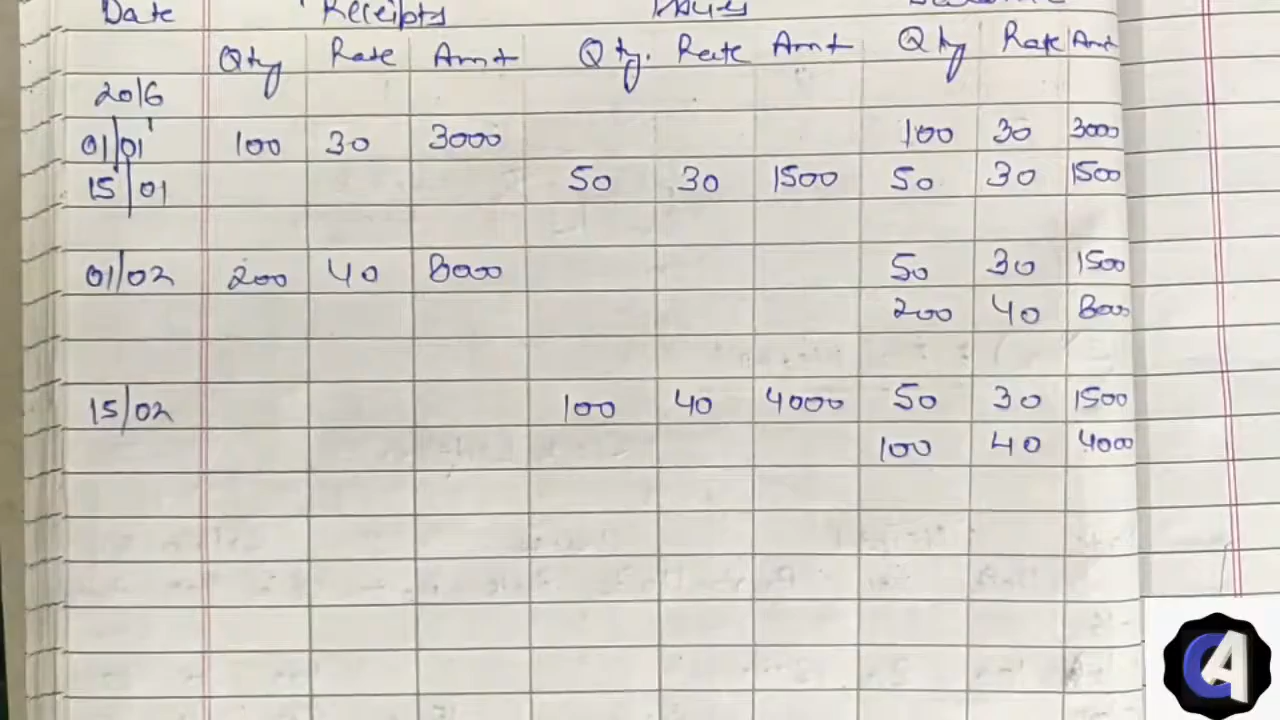 Date Receipts
Qty Rate Amt Qty. Rate Amt Qty Rate Amt
2016
01/01 100 30 3000 100 30 3000
15/01 50 30 1500 50 30 1500
01/02 200 40 8000 50 30 1500
200 40 8000
15/02 100 40 4000 50 30 1500
100 40 4000
CA